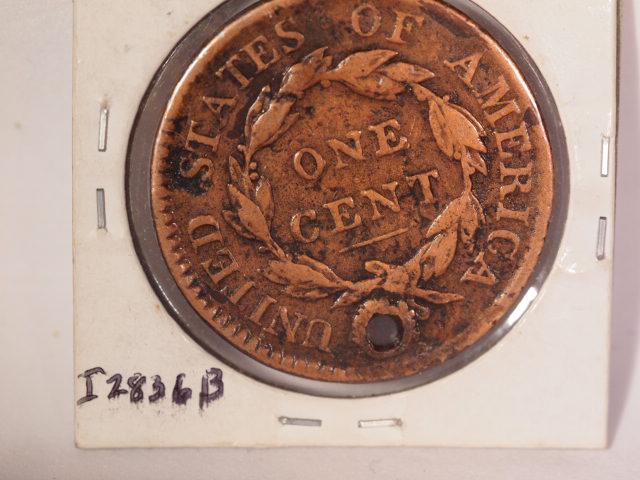 UNITED STATES OF AMERICA
ONE
CENT
I2836B